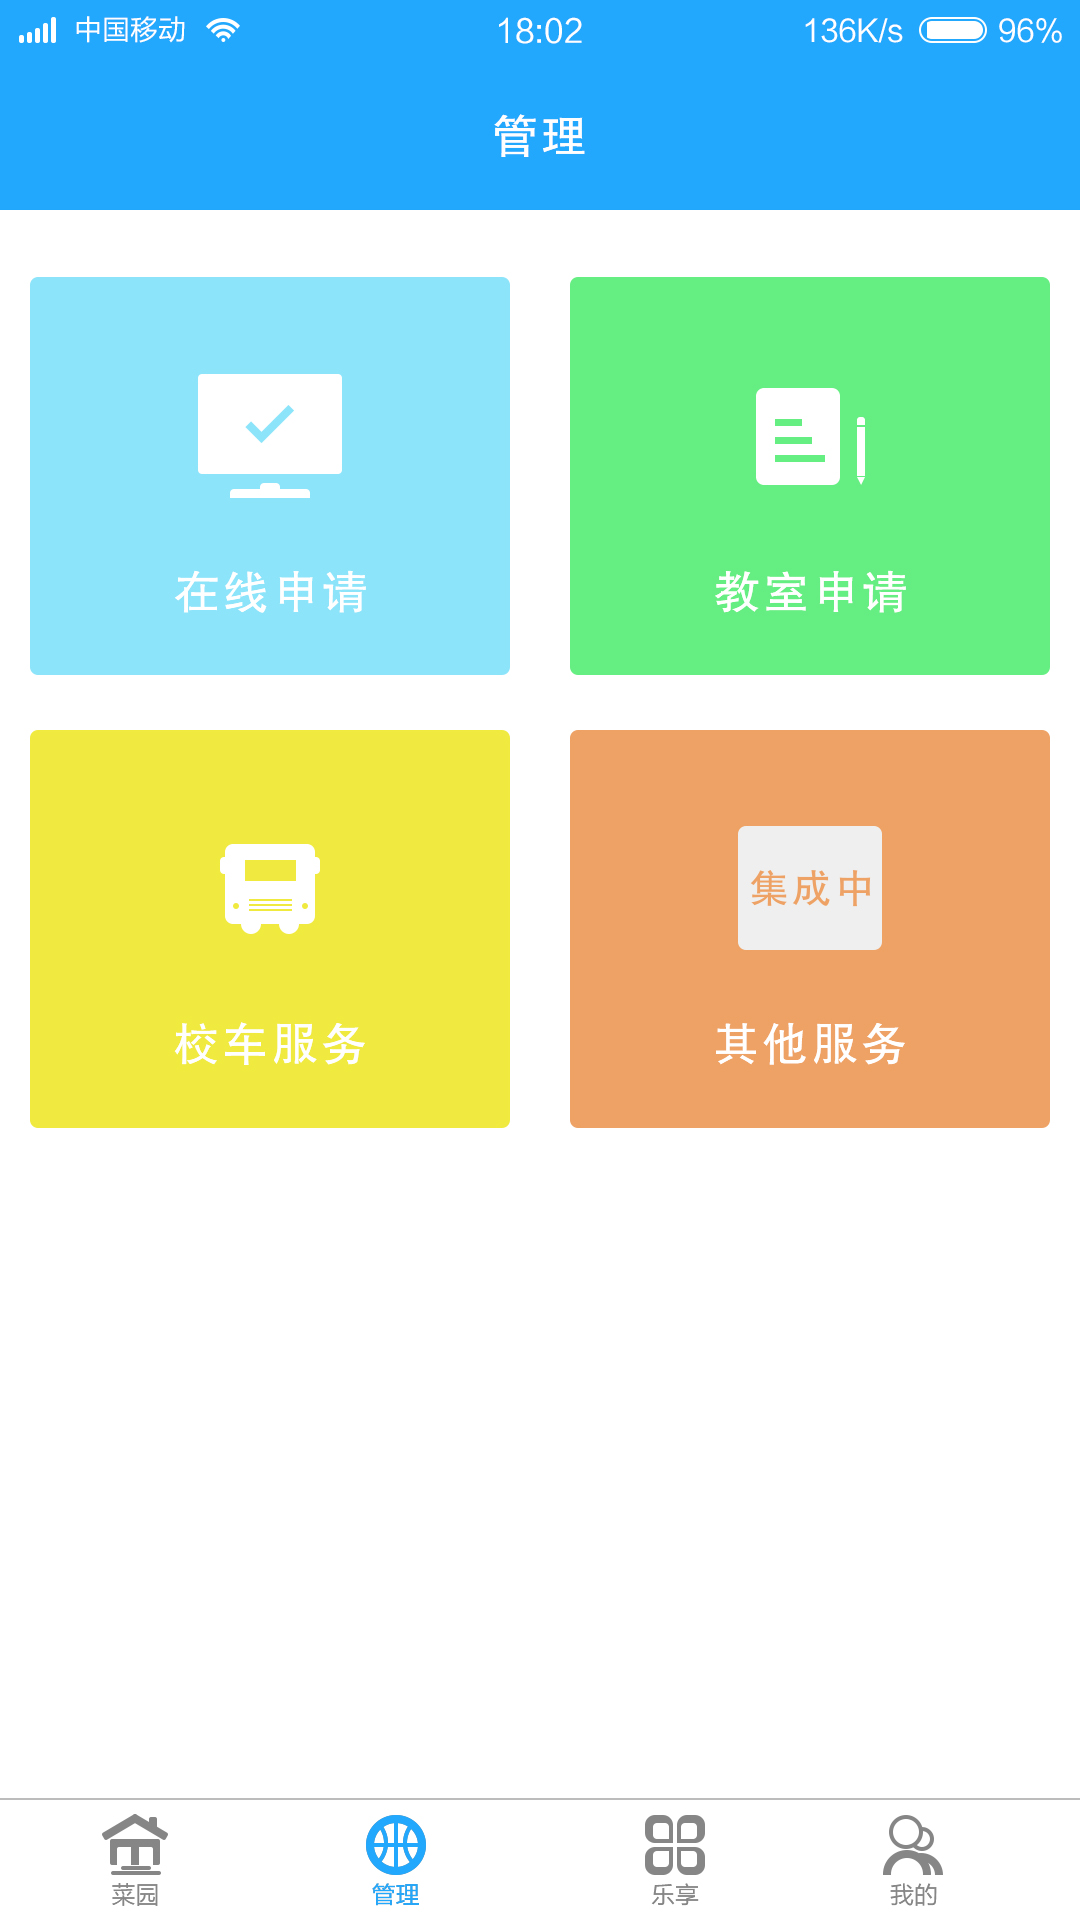 中国移动 18:02 136K/s 96%
管理
在线申请 教室申请
集成中
校车服务 其他服务
菜园 管理 乐享 我的